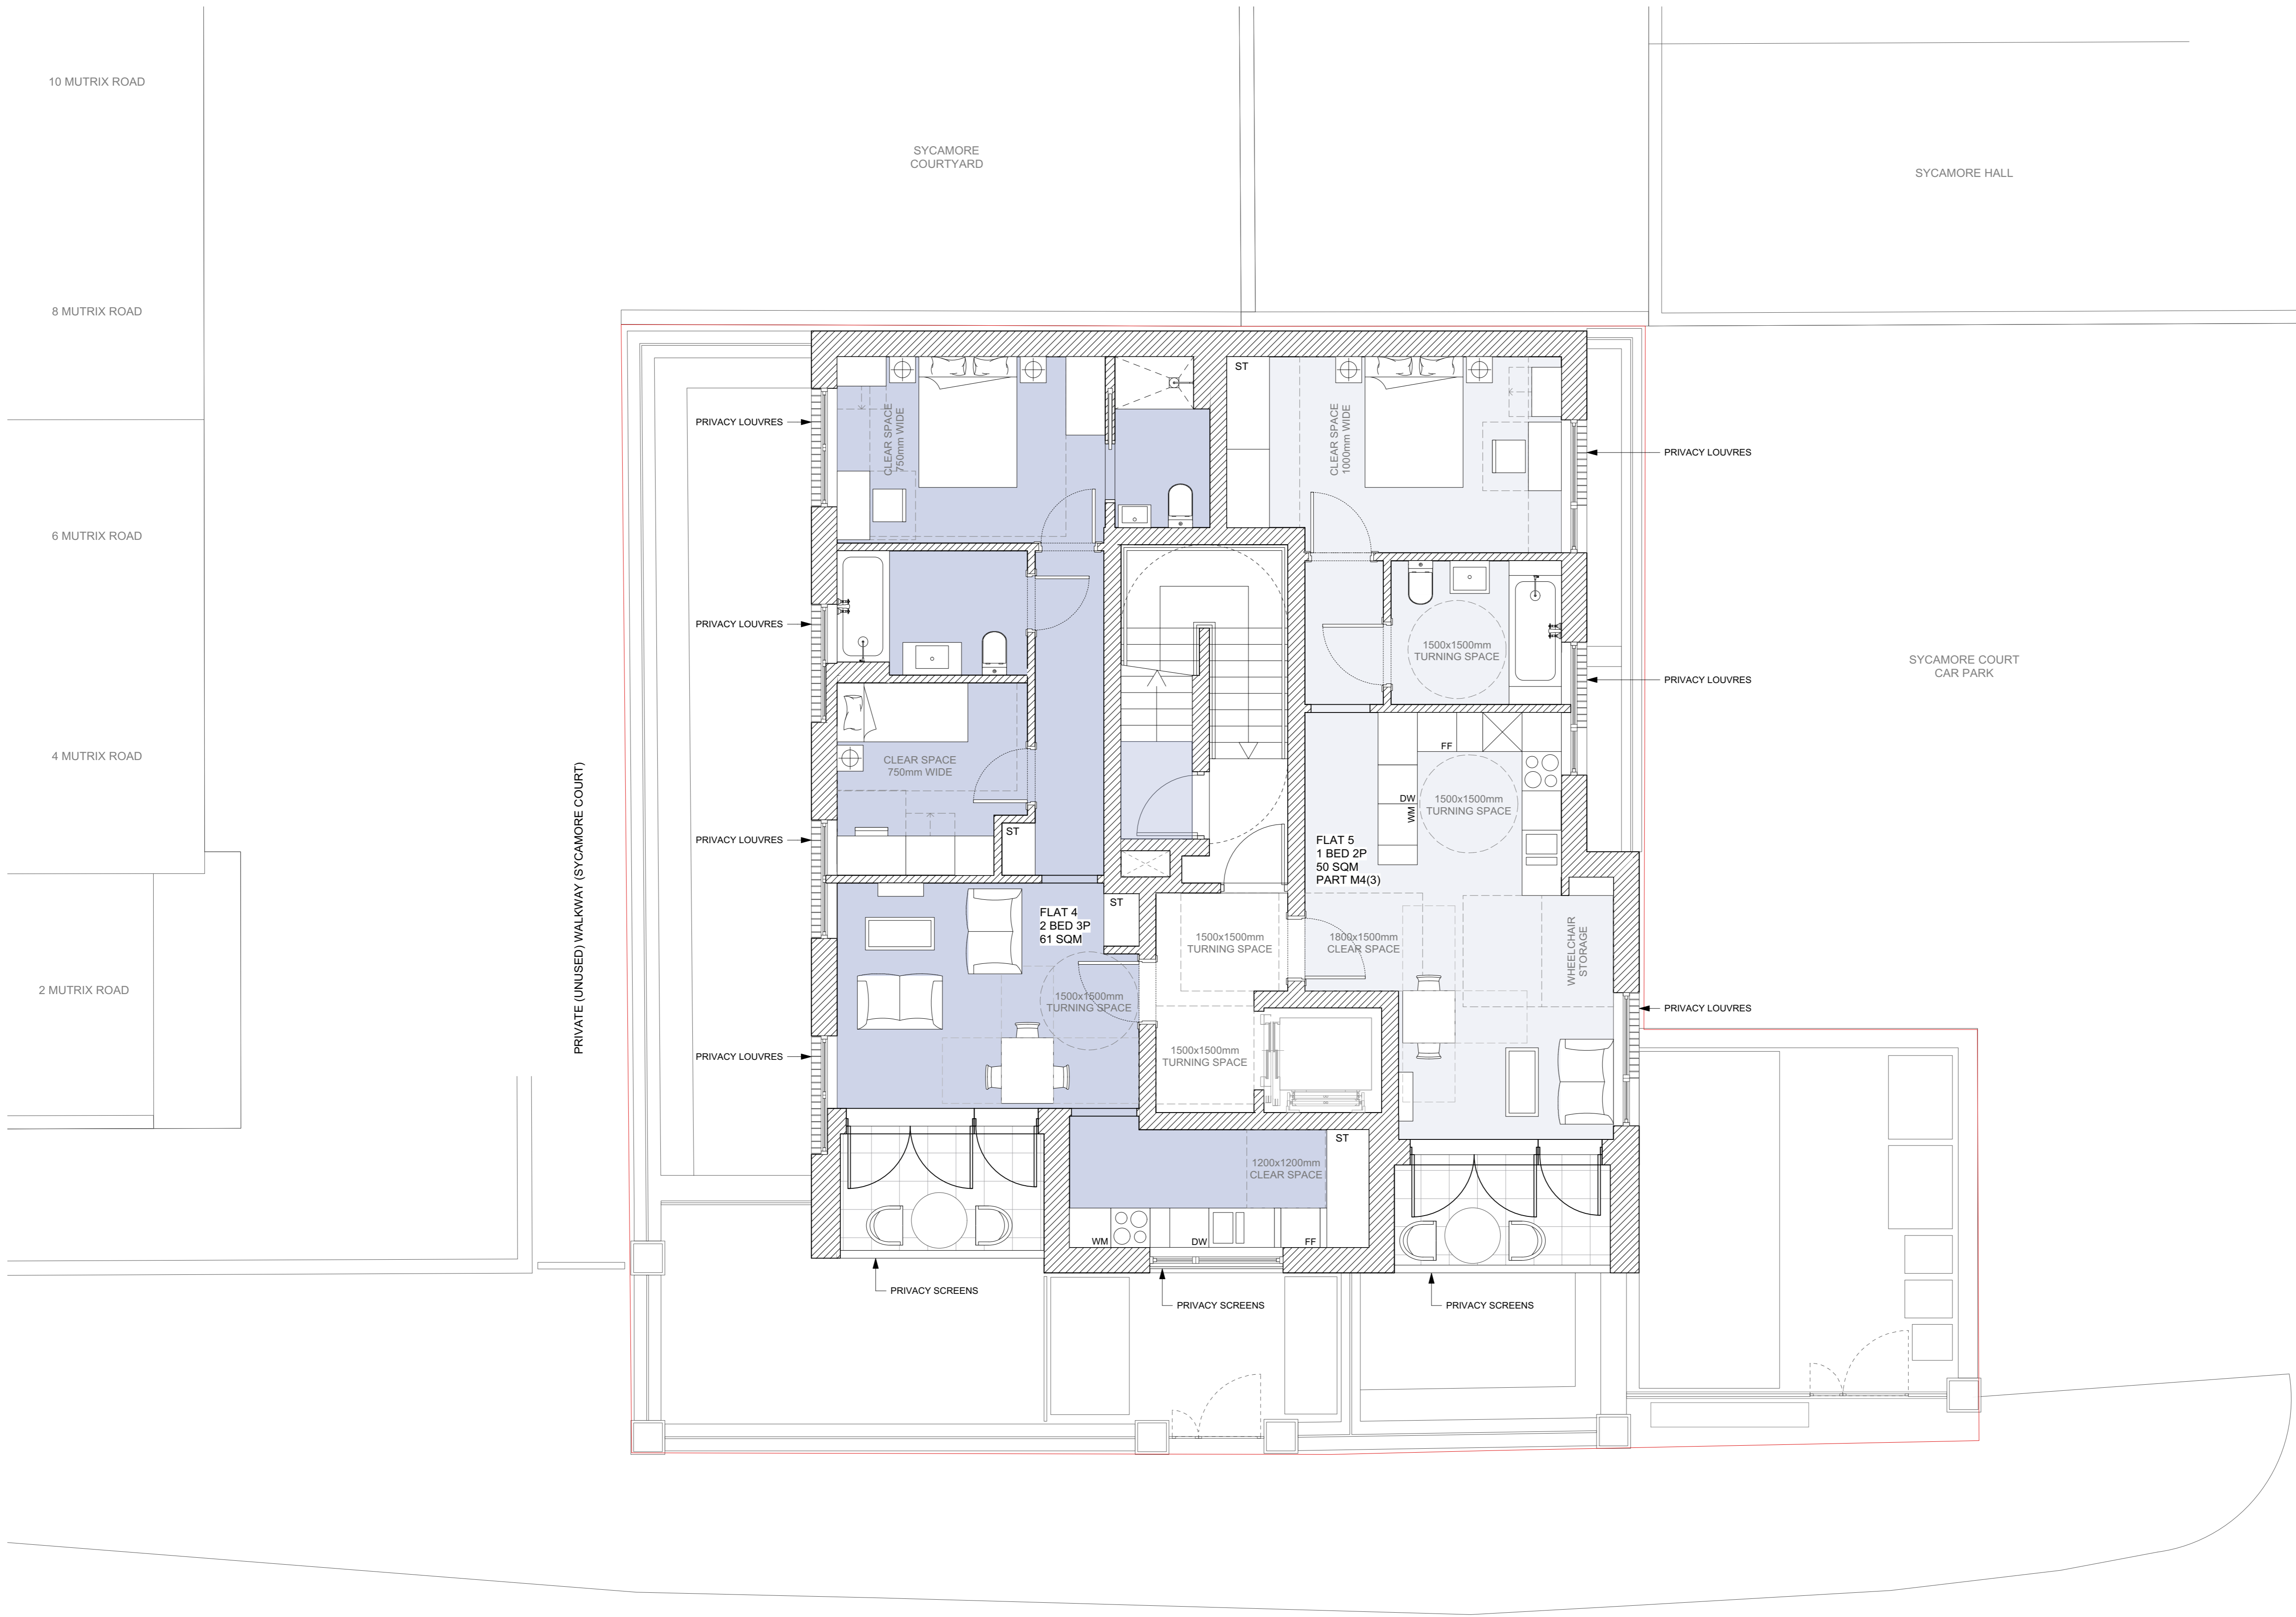 10 MUTRIX ROAD
SYCAMORE
COURTYARD
SYCAMORE HALL
8 MUTRIX ROAD
ST
PRIVACY LOUVRES
CLEAR SPACE
750mm WIDE
CLEAR SPACE
1000mm WIDE
PRIVACY LOUVRES
6 MUTRIX ROAD
PRIVACY LOUVRES
1500x1500mm
TURNING SPACE
SYCAMORE COURT
CAR PARK
PRIVACY LOUVRES
4 MUTRIX ROAD
CLEAR SPACE
750mm WIDE
FF
DW
WM
1500x1500mm
TURNING SPACE
PRIVACY LOUVRES
ST
FLAT 5
1 BED 2P
50 SQM
PART M4(3)
PRIVATE (UNUSED) WALKWAY (SYCAMORE COURT)
ST
FLAT 4
2 BED 3P
61 SQM
1500x1500mm
TURNING SPACE
1800x1500mm
CLEAR SPACE
WHEELCHAIR
STORAGE
2 MUTRIX ROAD
1500x1500mm
TURNING SPACE
PRIVACY LOUVRES
PRIVACY LOUVRES
1500x1500mm
TURNING SPACE
ST
1200x1200mm
CLEAR SPACE
WM
DW
FF
PRIVACY SCREENS
PRIVACY SCREENS
PRIVACY SCREENS